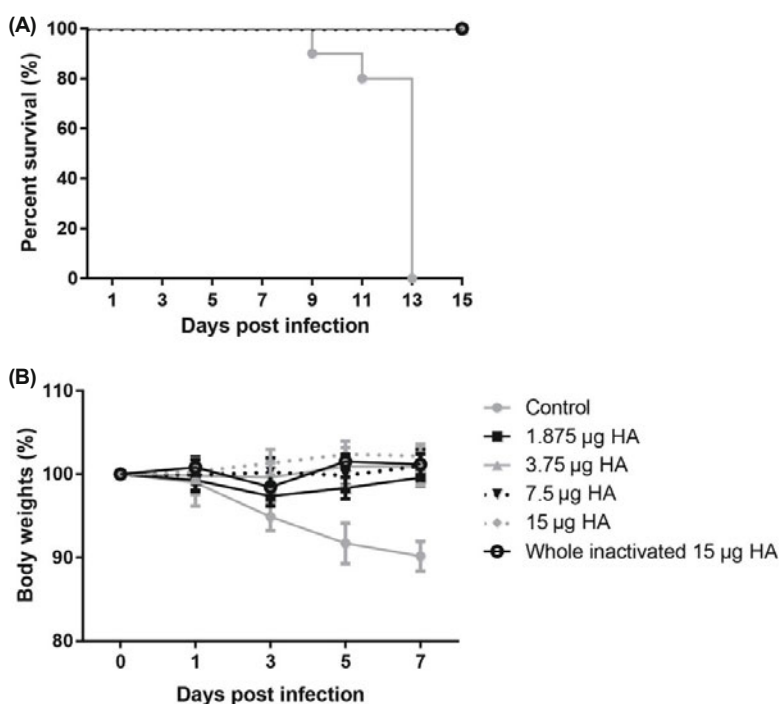 (A)
100
80
60
40
20
0
Percent survival (%)
1 3 5 7 9 11 13 15
Days post infection
(B)
110
100
90
80
Body weights (%)
0 1 3 5 7
Days post infection
Control
1.875 µg HA
3.75 µg HA
7.5 µg HA
15 µg HA
Whole inactivated 15 µg HA